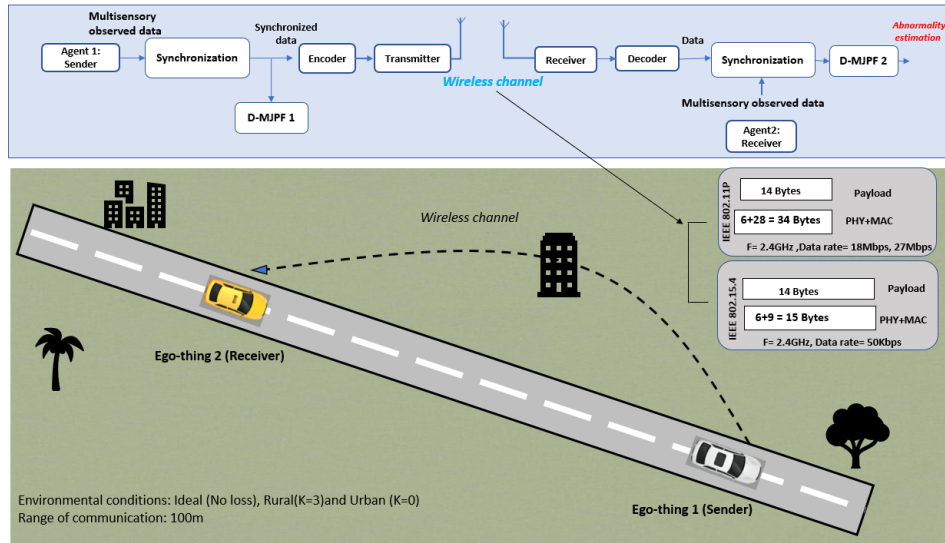 Multisensory
observed data
Agent 1:
Sender
Synchronization
Synchronized
data
D-MJPF 1
Encoder
Transmitter
Wireless channel
Receiver
Decoder
Data
Synchronization
Multisensory observed data
Agent2:
Receiver
D-MJPF 2
Abnormality
estimation
IEEE 802.11P
14 Bytes
Payload
6+28 = 34 Bytes
PHY+MAC
F= 2.4GHz ,Data rate= 18Mbps, 27Mbps
IEEE 802.15.4
14 Bytes
Payload
6+9 = 15 Bytes
PHY+MAC
F= 2.4GHz, Data rate= 50Kbps
Wireless channel
Ego-thing 2 (Receiver)
Ego-thing 1 (Sender)
Environmental conditions: Ideal (No loss), Rural(K=3)and Urban (K=0)
Range of communication: 100m